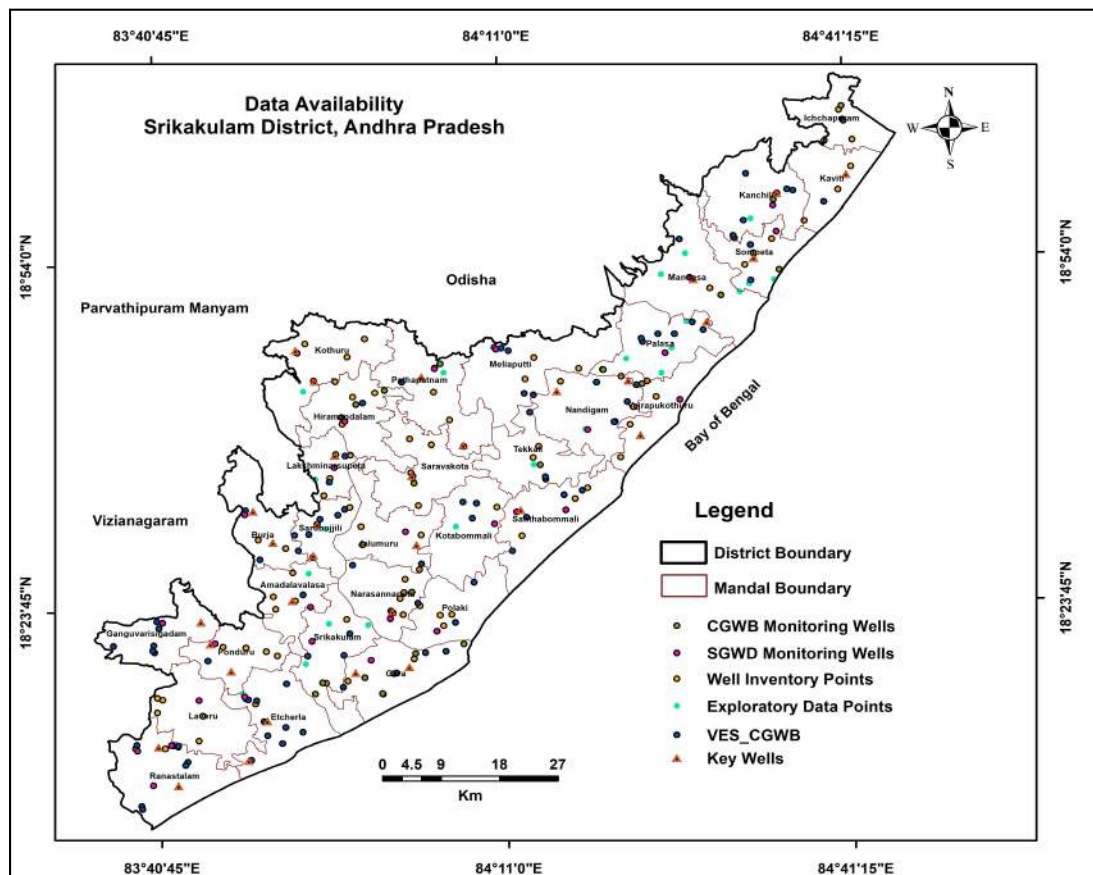 83°40'45"E
84°11'0"E
84°41'15"E
Data Availability
Srikakulam District, Andhra Pradesh
N
W
E
S
Ichchapuram
Kaviti
Kanchili
Sompeta
18°54'0"N
18°54'0"N
Odisha
Mandasa
Parvathipuram Manyam
Kothuru
Palasa
Meliaputti
Pathapatnam
Nandigam
Hiramandalam
Bay of Bengal
Tekkali
Lakshminarsupeta
Saravakota
Vizianagaram
Santhabommali
Sarubujjili
Burja
Kotabommali
Jalumuru
Legend
District Boundary
Mandal Boundary
Amadalavalasa
Narasannapeta
Polaki
18°23'45"N
18°23'45"N
Ganguvarisigadam
Srikakulam
Ponduru
Gara
CGWB Monitoring Wells
SGWD Monitoring Wells
Well Inventory Points
Exploratory Data Points
VES_CGWB
Key Wells
Laveru
Etcherla
Ranastalam
0 4.5 9 18 27
Km
83°40'45"E
84°11'0"E
84°41'15"E